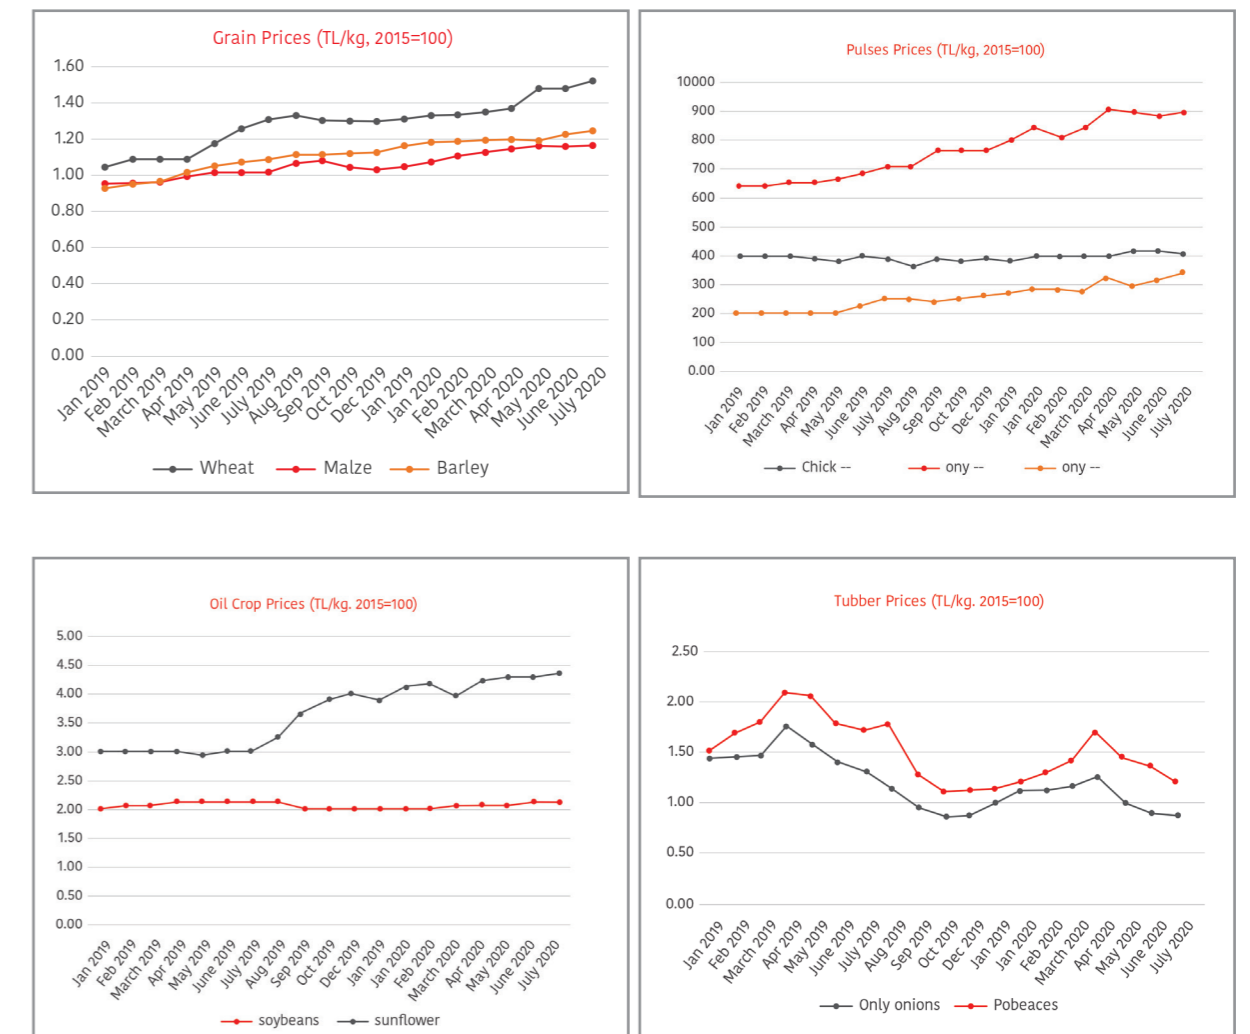 Grain Prices (TL/kg, 2015=100)
1.60
1.40
1.20
1.00
0.80
0.60
0.40
0.20
0.00
Jan 2019
Feb 2019
March 2019
Apr 2019
May 2019
June 2019
July 2019
Aug 2019
Sep 2019
Oct 2019
Dec 2019
Jan 2019
Jan 2020
Feb 2020
March 2020
Apr 2020
May 2020
June 2020
July 2020
Wheat Malze Barley
Pulses Prices (TL/kg, 2015=100)
10000
900
800
700
600
500
400
300
200
100
0.00
Jan 2019
Feb 2019
March 2019
Apr 2019
May 2019
June 2019
July 2019
Aug 2019
Sep 2019
Oct 2019
Dec 2019
Jan 2019
Jan 2020
Feb 2020
March 2020
Apr 2020
May 2020
June 2020
July 2020
Chick -- ony -- ony --
Oil Crop Prices (TL/kg. 2015=100)
5.00
4.50
4.00
3.50
3.00
2.50
2.00
1.50
1.00
0.50
0.00
Jan 2019
Feb 2019
March 2019
Apr 2019
May 2019
June 2019
July 2019
Aug 2019
Sep 2019
Oct 2019
Dec 2019
Jan 2019
Jan 2020
Feb 2020
March 2020
Apr 2020
May 2020
June 2020
July 2020
soybeans sunflower
Tubber Prices (TL/kg. 2015=100)
2.50
2.00
1.50
1.00
0.50
0.00
Jan 2019
Feb 2019
March 2019
Apr 2019
May 2019
June 2019
July 2019
Aug 2019
Sep 2019
Oct 2019
Dec 2019
Jan 2019
Jan 2020
Feb 2020
March 2020
Apr 2020
May 2020
June 2020
July 2020
Only onions Pobeaces